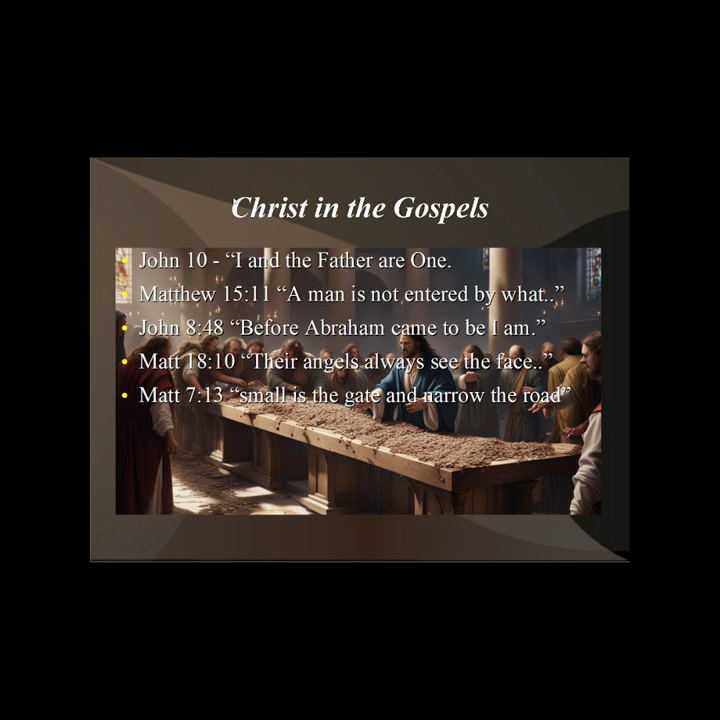 Christ in the Gospels
• John 10 - “I and the Father are One.
• Matthew 15:11 “A man is not entered by what..”
• John 8:48 “Before Abraham came to be I am.”
• Matt 18:10 “Their angels always see the face..”
• Matt 7:13 “small is the gate and narrow the road”